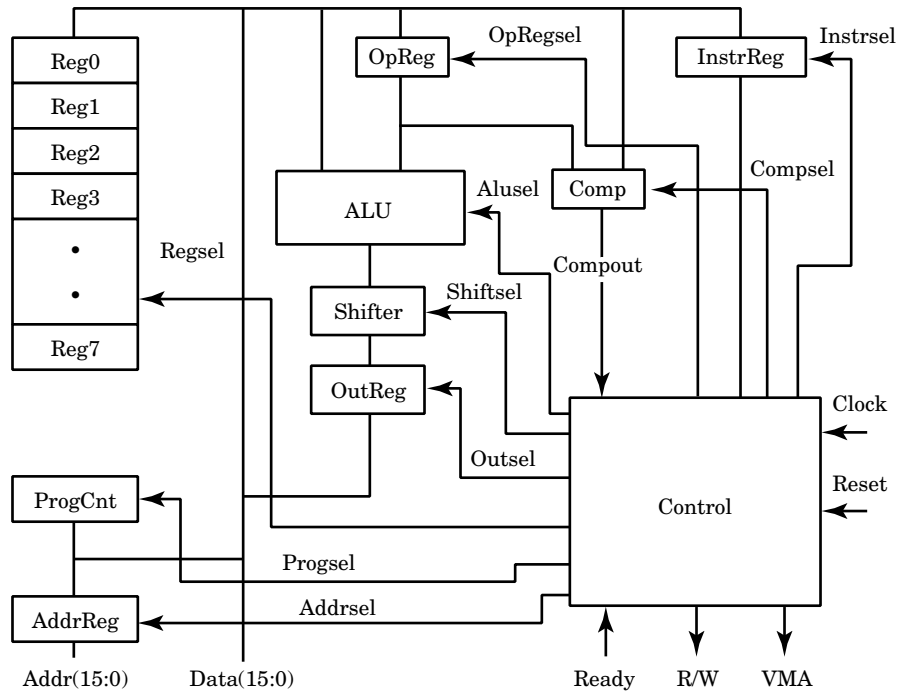 OpRegsel
Instrsel
Reg0
OpReg
InstrReg
Reg1
Reg2
Reg3
Alusel
Comp
Compsel
ALU
Regsel
Compout
Shiftsel
Shifter
Reg7
OutReg
Clock
Outsel
Reset
ProgCnt
Control
Progsel
Addrsel
AddrReg
Addr(15:0)
Data(15:0)
Ready
R/W
VMA